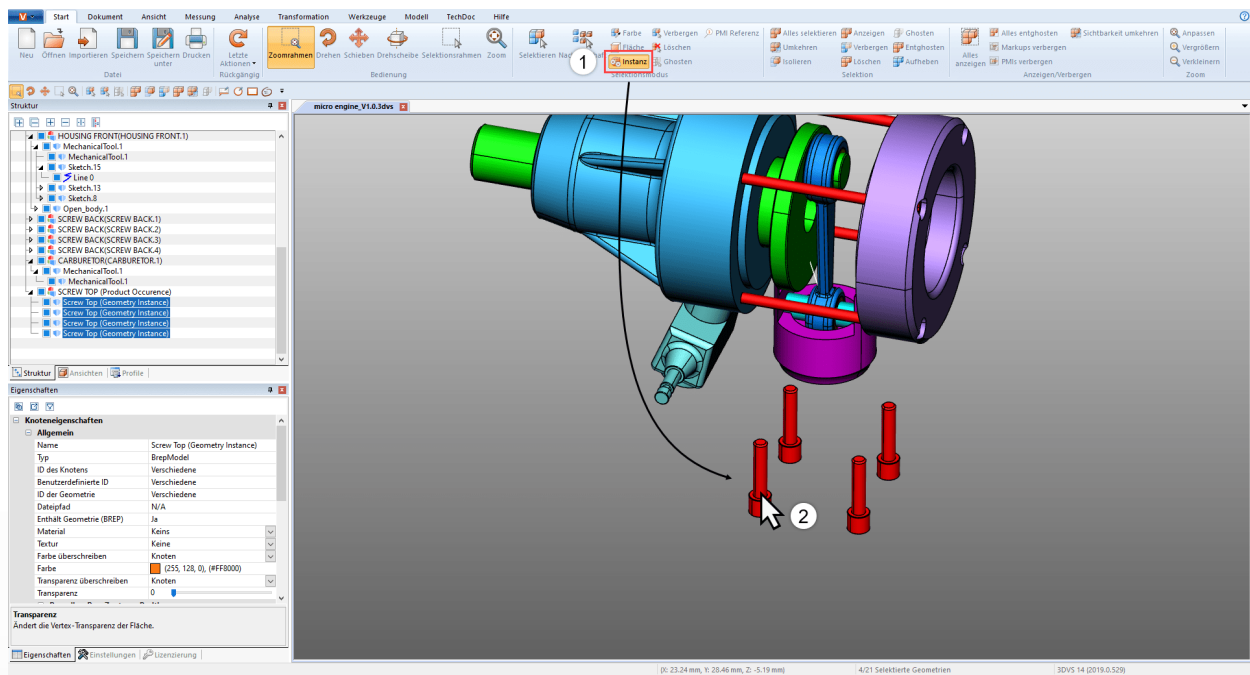 Start Dokument Ansicht Messung Analyse Transformation Werkzeuge Modell TechDoc Hilfe
Neu Öffnen Importieren Speichern Speichern unter Drucken
Datei
Letzte Aktionen
Rückgängig
Zoomrahmen Drehen Schieben Drehscheibe Selektionsrahmen Zoom
Bedienung
Selektieren
1
Farbe Verbergen PMI Referenz
Fläche Löschen
Instanz Ghosten
Selektionsmodus
Alles selektieren Anzeigen Ghosten
Umkehren Verbergen Entghosten
Isolieren Löschen Aufheben
Selektion
Alles anzeigen
Alles entghosten Sichtbarkeit umkehren
Markups verbergen
PMIs verbergen
Anzeigen/Verbergen
Anpassen
Vergrößern
Verkleinern
Zoom
Struktur
micro engine_V1.0.3dvs
HOUSING FRONT(HOUSING FRONT.1)
MechanicalTool.1
MechanicalTool.1
Sketch.15
Line 0
Sketch.13
Sketch.8
Open_body.1
SCREW BACK(SCREW BACK.1)
SCREW BACK(SCREW BACK.2)
SCREW BACK(SCREW BACK.3)
SCREW BACK(SCREW BACK.4)
CARBURETOR(CARBURETOR.1)
MechanicalTool.1
MechanicalTool.1
SCREW TOP (Product Occurence)
Screw Top (Geometry Instance)
Screw Top (Geometry Instance)
Screw Top (Geometry Instance)
Screw Top (Geometry Instance)
Struktur Ansichten Profile
Eigenschaften
Knoteneigenschaften
Allgemein
Name Screw Top (Geometry Instance)
Typ BrepModel
ID des Knotens Verschiedene
Benutzerdefinierte ID Verschiedene
ID der Geometrie Verschiedene
Dateipfad N/A
Enthält Geometrie (BREP) Ja
Material Keins
Textur Keine
Farbe überschreiben Knoten
Farbe (255, 128, 0), (#FF8000)
Transparenz überschreiben Knoten
Transparenz 0
Transparenz
Ändert die Vertex-Transparenz der Fläche.
Eigenschaften Einstellungen Lizenzierung
2
(X: 23.24 mm, Y: 28.46 mm, Z: -5.19 mm) 4/21 Selektierte Geometrien 3DVS 14 (2019.0.529)